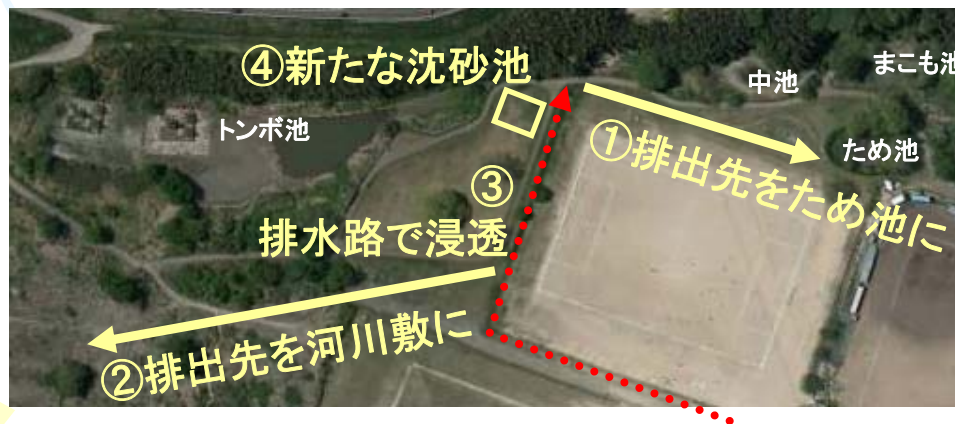 ④新たな沈砂池
中池
まこも池
トンボ池
①排出先をため池に
ため池
③
排水路で浸透
②排出先を河川敷に